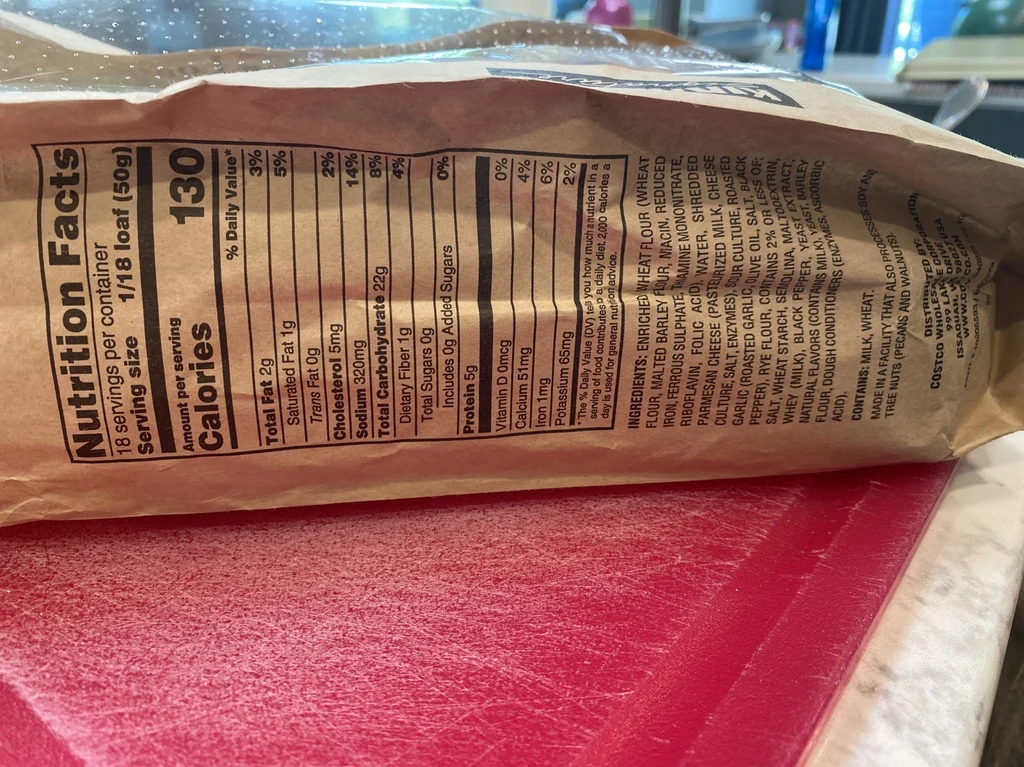 Nutrition Facts
18 servings per container
Serving size 1/18 loaf (50g)
Amount per serving
Calories 130
% Daily Value*
Total Fat 2g 3%
Saturated Fat 1g 5%
Trans Fat 0g
Cholesterol 5mg 2%
Sodium 320mg 14%
Total Carbohydrate 22g 8%
Dietary Fiber 1g 4%
Total Sugars 0g
Includes 0g Added Sugars 0%
Protein 5g
Vitamin D 0mcg 0%
Calcium 51mg 4%
Iron 1mg 6%
Potassium 65mg 2%
*The % Daily Value (DV) tells you how much a nutrient in a
serving of food contributes to a daily diet. 2,000 calories a
day is used for general nutrition advice.
INGREDIENTS: ENRICHED WHEAT FLOUR (WHEAT
FLOUR, MALTED BARLEY FLOUR, NIACIN, REDUCED
IRON, FERROUS SULPHATE, THIAMINE MONONITRATE,
RIBOFLAVIN, FOLIC ACID), WATER, SHREDDED
PARMESAN CHEESE (PASTEURIZED MILK, CHEESE
CULTURE, SALT, ENZYMES), SOUR CULTURE, ROASTED
GARLIC (ROASTED GARLIC, OLIVE OIL, SALT, BLACK
PEPPER), RYE FLOUR, CONTAINS 2% OR LESS OF:
SALT, WHEAT STARCH, SEMOLINA, MALTODEXTRIN,
WHEY (MILK), BLACK PEPPER, YEAST EXTRACT,
NATURAL FLAVORS (CONTAINS MILK), YEAST, BARLEY
FLOUR, DOUGH CONDITIONERS (ENZYMES, ASCORBIC
ACID).
CONTAINS: MILK, WHEAT.
MADE IN A FACILITY THAT ALSO PROCESSES SOY AND
TREE NUTS (PECANS AND WALNUTS).
DISTRIBUTED BY:
COSTCO WHOLESALE CORPORATION
999 LAKE DRIVE
ISSAQUAH, USA